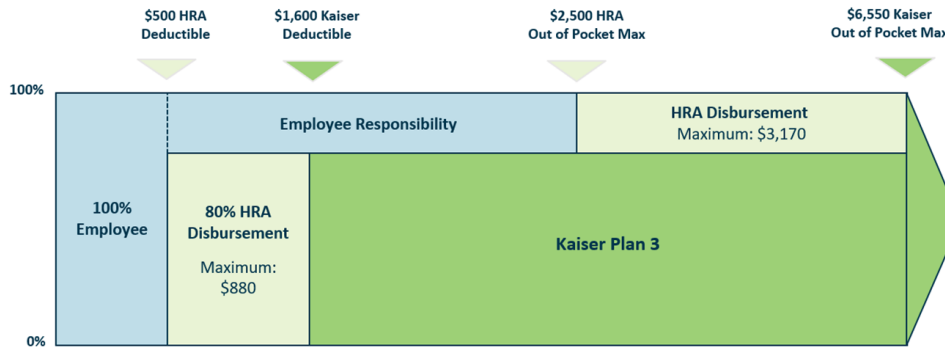 $500 HRA
Deductible
$1,600 Kaiser
Deductible
$2,500 HRA
Out of Pocket Max
$6,550 Kaiser
Out of Pocket Max
100%
Employee Responsibility
HRA Disbursement
Maximum: $3,170
100%
Employee
80% HRA
Disbursement
Maximum:
$880
Kaiser Plan 3
0%